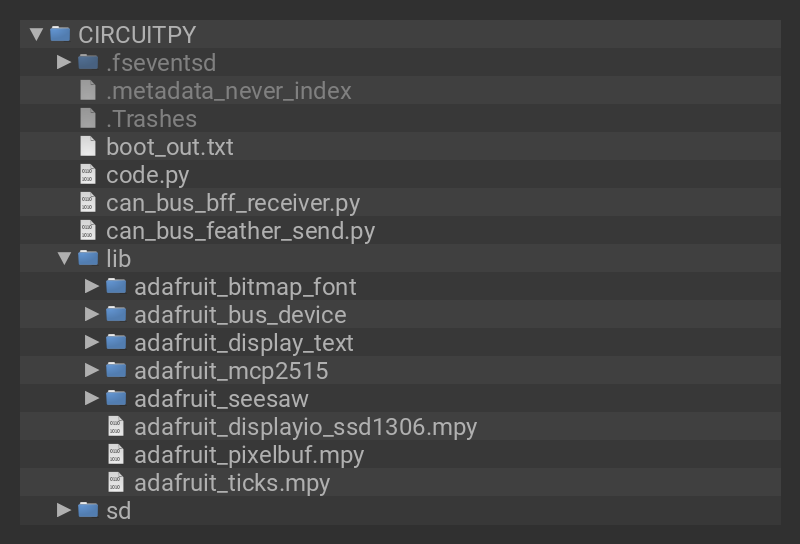 CIRCUITPY
.fseventsd
.metadata_never_index
.Trashes
boot_out.txt
code.py
can_bus_bff_receiver.py
can_bus_feather_send.py
lib
adafruit_bitmap_font
adafruit_bus_device
adafruit_display_text
adafruit_mcp2515
adafruit_seesaw
adafruit_displayio_ssd1306.mpy
adafruit_pixelbuf.mpy
adafruit_ticks.mpy
sd